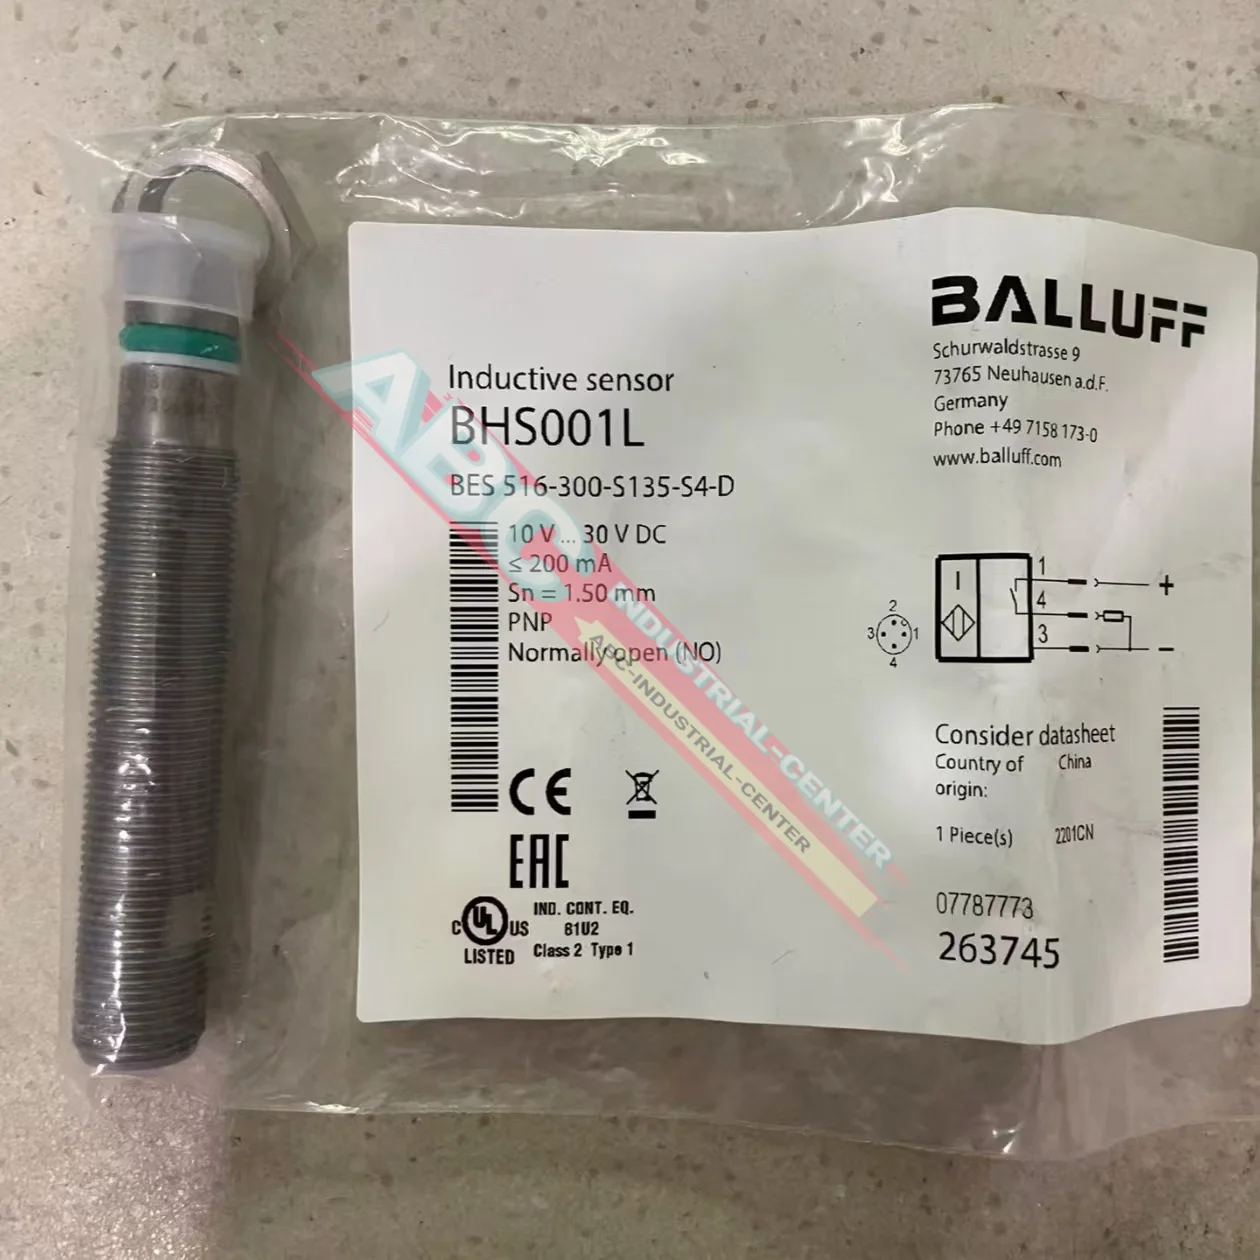 BALLUFF
Schurwaldstrasse 9
73765 Neuhausen a.d.F.
Germany
Phone +49 7158 173-0
www.balluff.com
Inductive sensor
BHS001L
BES 516-300-S135-S4-D
10 V ... 30 V DC
≤ 200 mA
Sn = 1.50 mm
PNP
Normally open (NO)
1
+
4
3
−
2
3
1
4
CE
EAC
C UL US
LISTED
IND. CONT. EQ.
81U2
Class 2 Type 1
Consider datasheet
Country of
origin:
China
1 Piece(s)
2201CN
07787773
263745
ABC
INDUSTRIAL-CENTER
ABC-INDUSTRIAL-CENTER